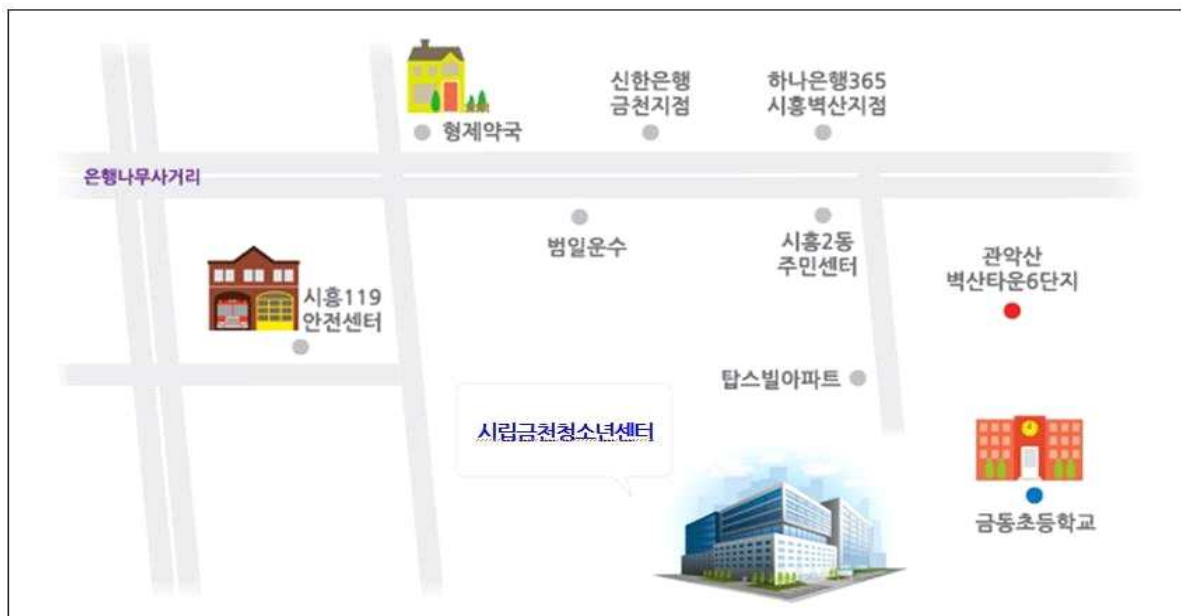 신한은행
금천지점
하나은행365
시흥벽산지점
형제약국
은행나무사거리
범일운수
시흥2동
주민센터
관악산
벽산타운6단지
시흥119
안전센터
탑스빌아파트
시립금천청소년센터
금동초등학교